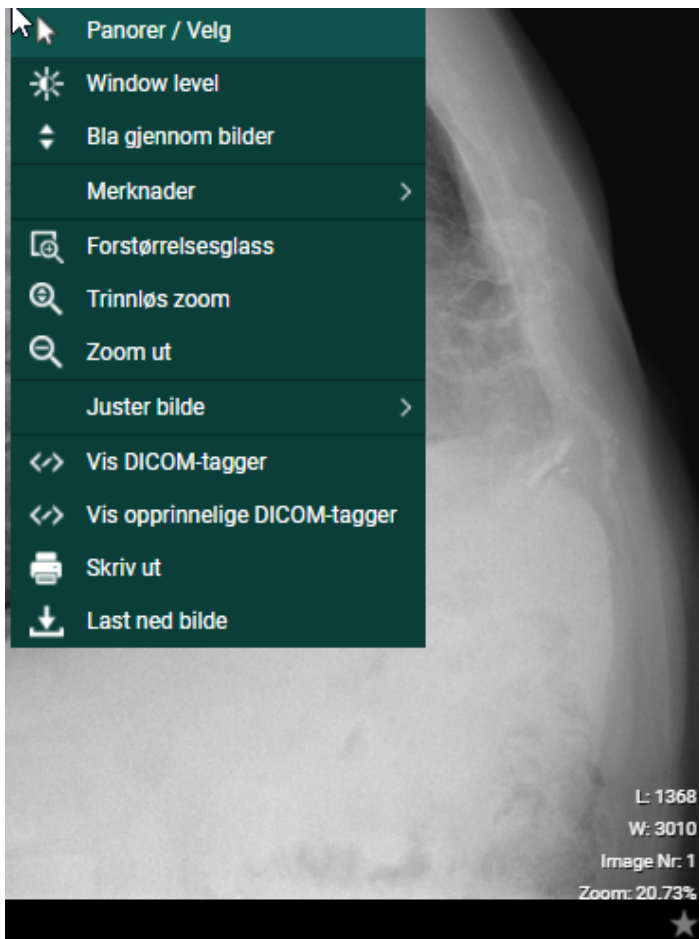 Panorer / Velg
Window level
Bla gjennom bilder
Merknader
Forstørrelsesglass
Trinnløs zoom
Zoom ut
Juster bilde
Vis DICOM-tagger
Vis opprinnelige DICOM-tagger
Skriv ut
Last ned bilde
L: 1368
W: 3010
Image Nr: 1
Zoom: 20.73%